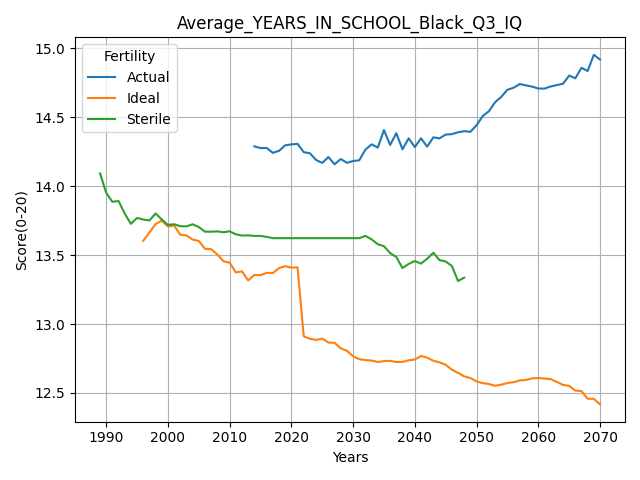 Average_YEARS_IN_SCHOOL_Black_Q3_IQ
Fertility
Actual
Ideal
Sterile
Score(0-20)
15.0
14.5
14.0
13.5
13.0
12.5
1990 2000 2010 2020 2030 2040 2050 2060 2070
Years